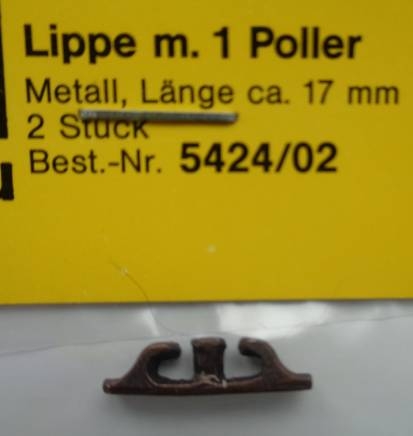 Lippe m. 1 Poller
Metall, Länge ca. 17 mm
2 Stück
Best.-Nr. 5424/02